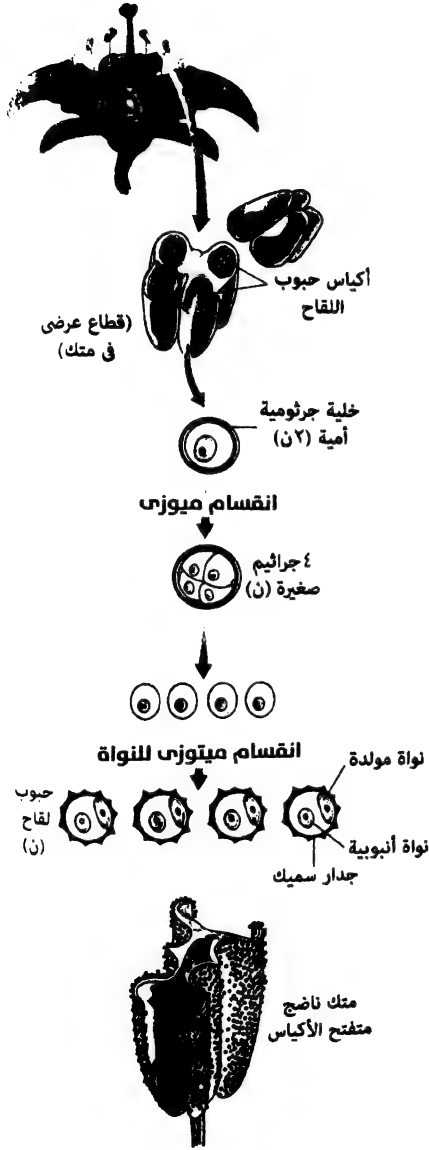 أكياس حبوب
اللقاح
(قطاع عرضى
فى متك)
خلية جرثومية
أمية (٢ن)
انقسام ميوزى
٤ جراثيم
صغيرة (ن)
انقسام ميتوزى للنواة
نواة مولدة
حبوب
لقاح
(ن)
نواة أنبوبية
جدار سميك
متك ناضج
متفتح الأكياس